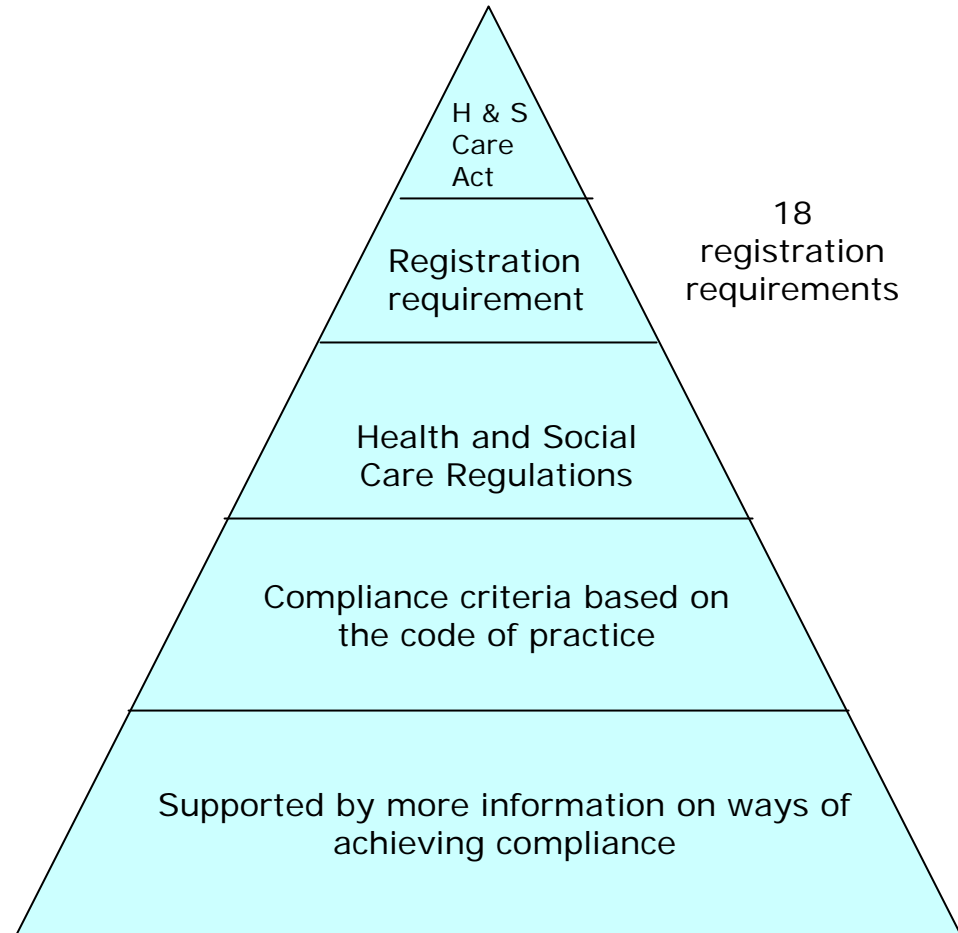 H & S
Care
Act
18
registration
requirements
Registration
requirement
Health and Social
Care Regulations
Compliance criteria based on
the code of practice
Supported by more information on ways of
achieving compliance